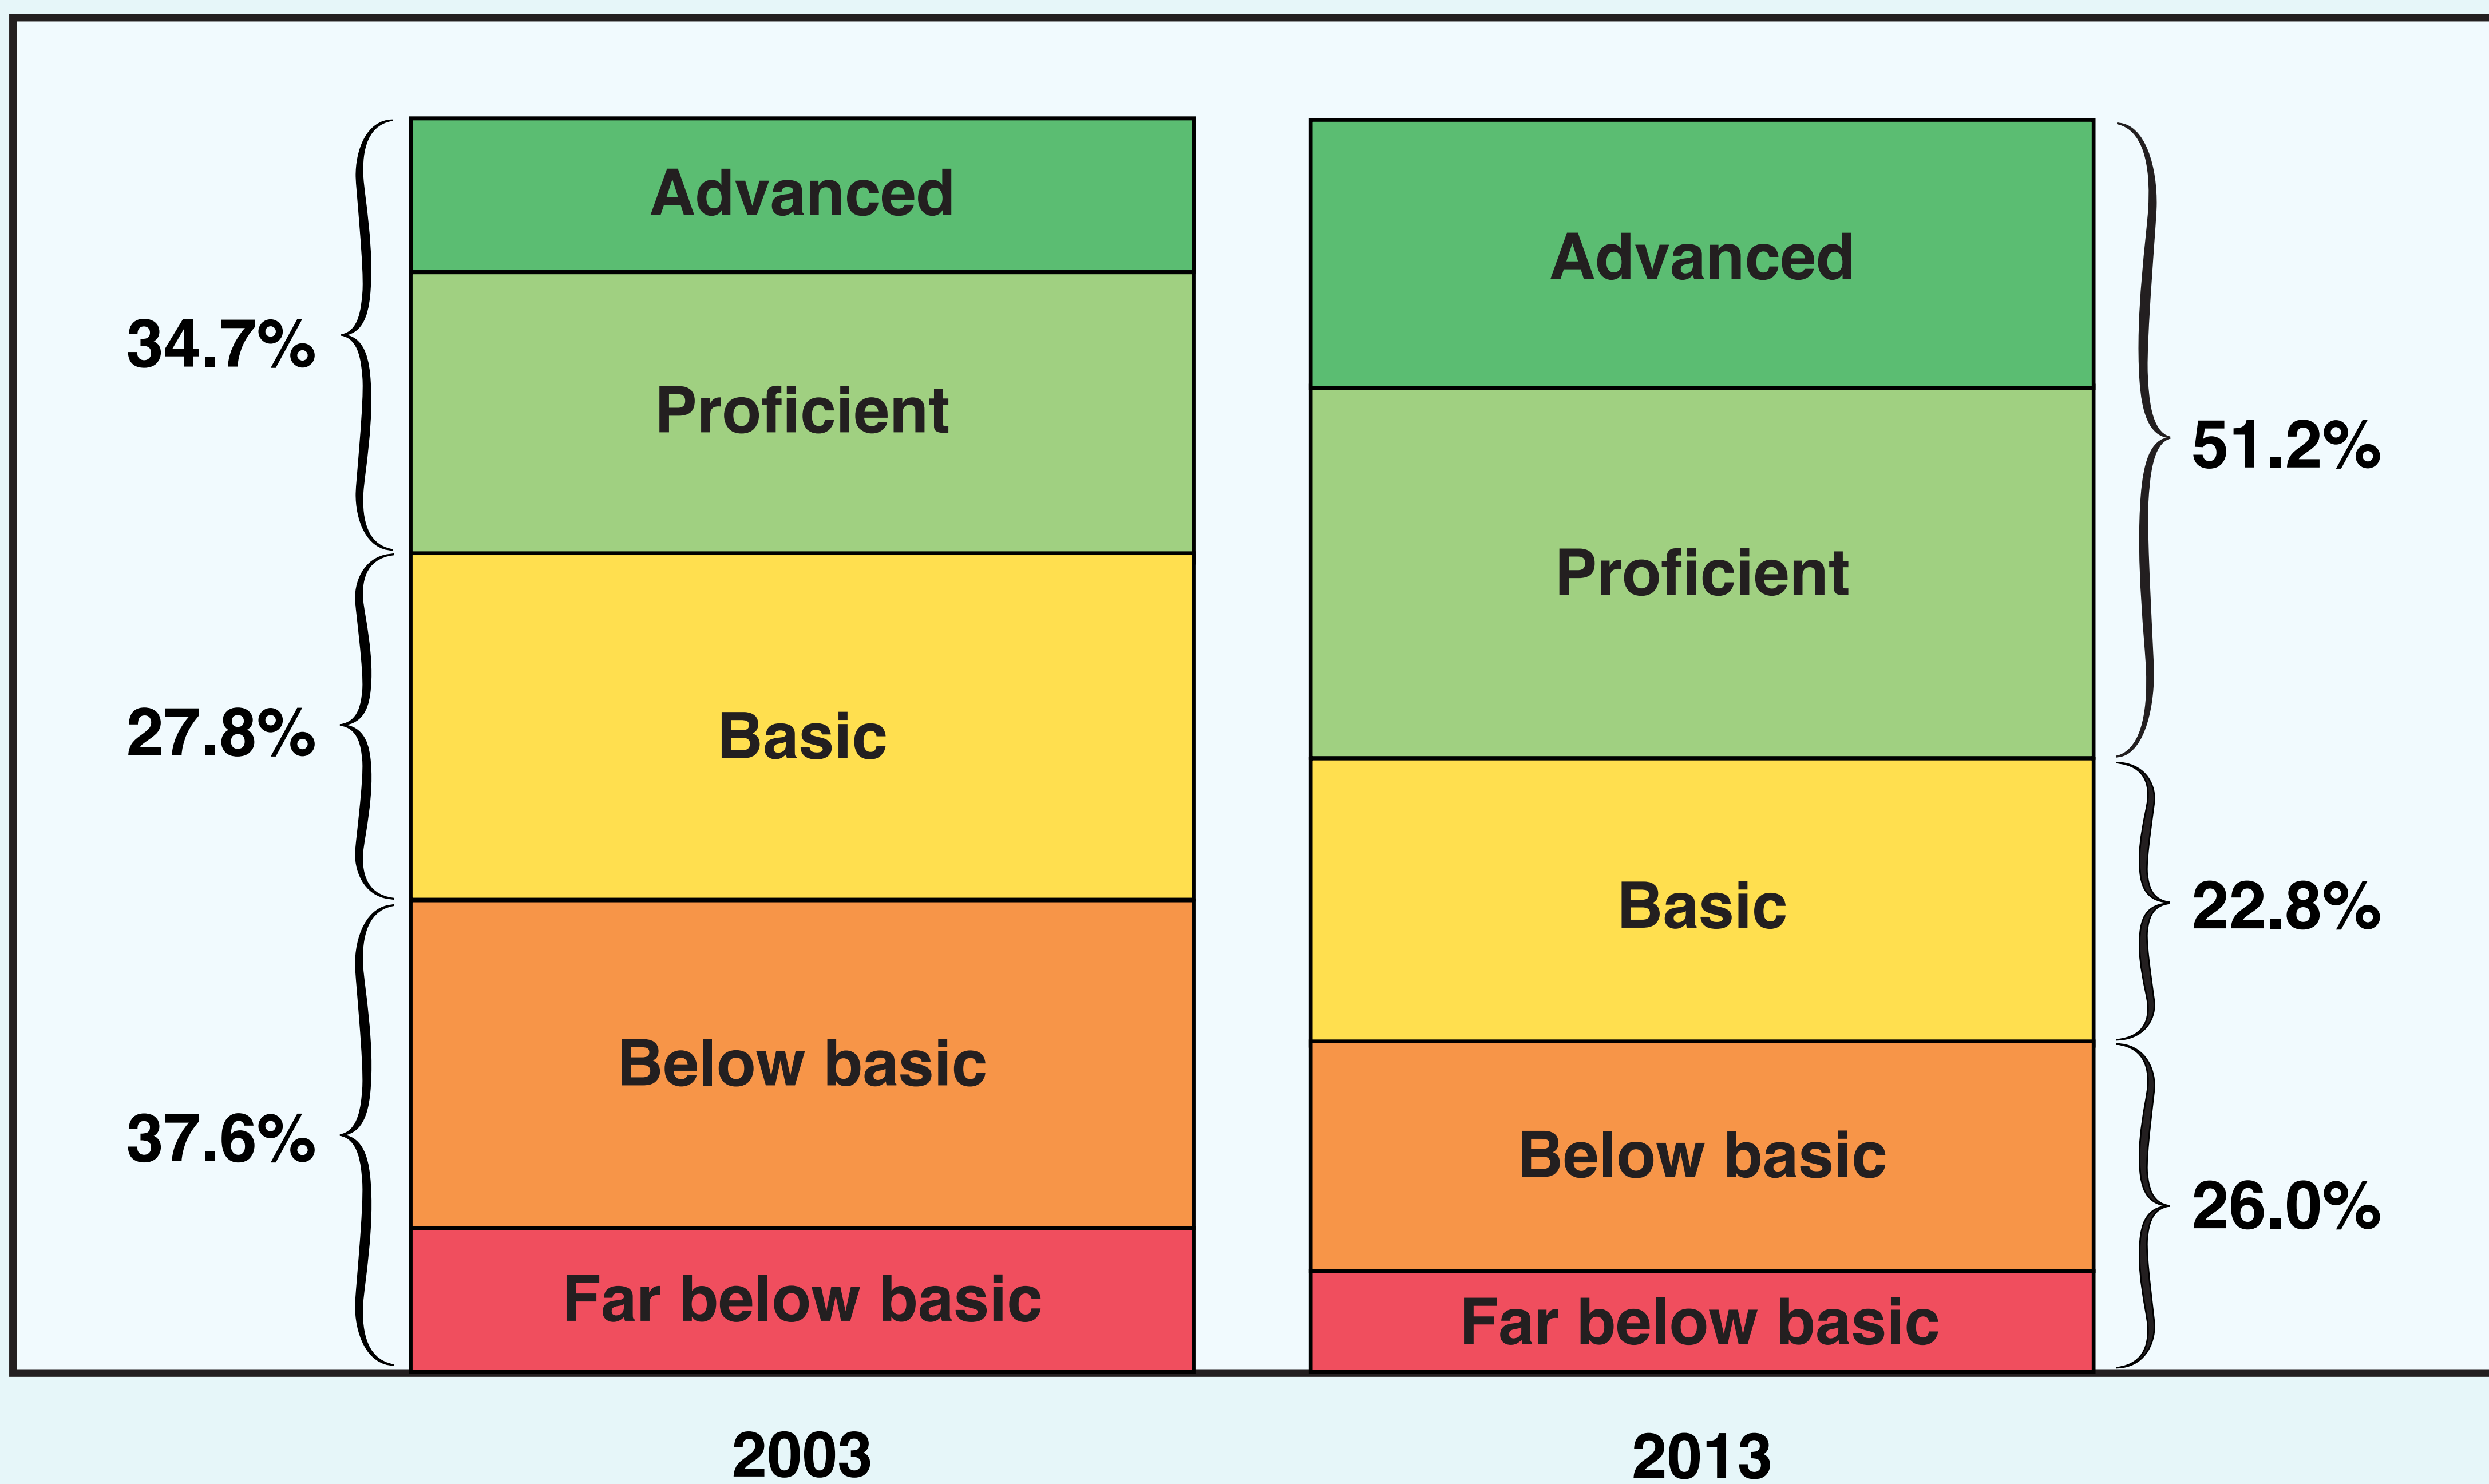 34.7%
27.8%
37.6%
Advanced
Proficient
Basic
Below basic
Far below basic
2003
Advanced
Proficient
Basic
Below basic
Far below basic
2013
51.2%
22.8%
26.0%